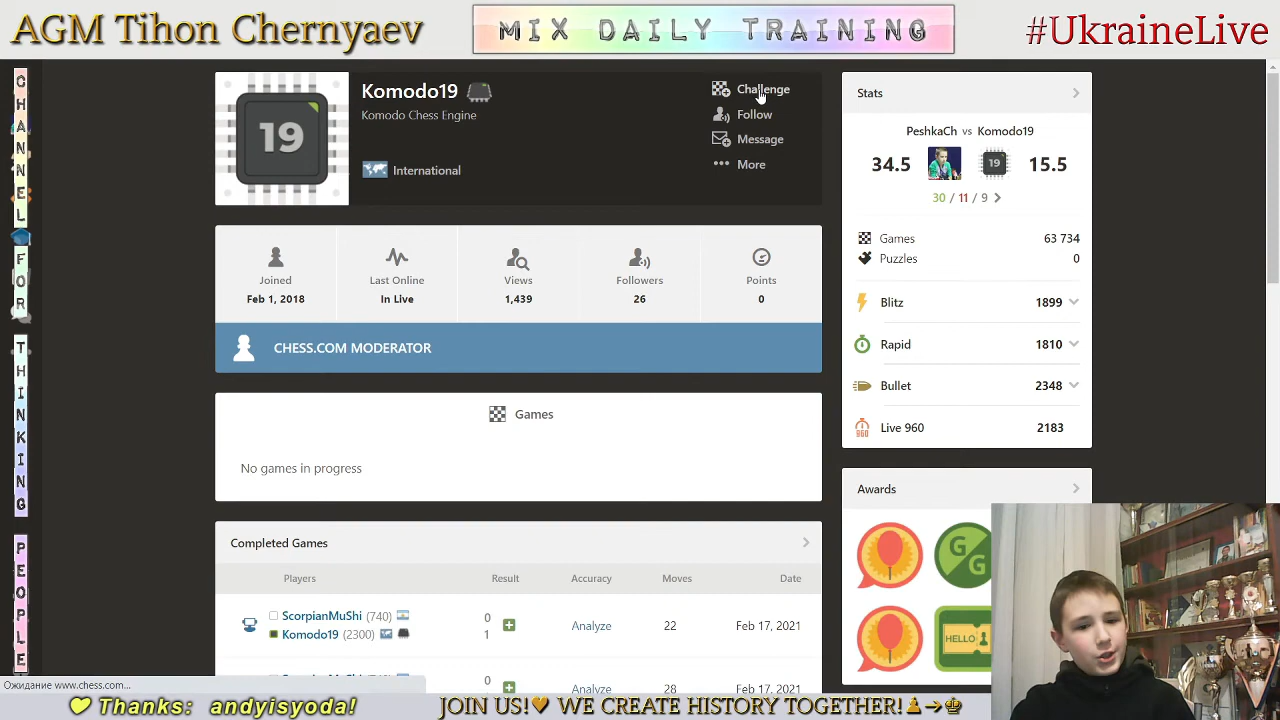 AGM Tihon Chernyaev
MIX DAILY TRAINING
#UkraineLive
CHANNEL FOR THINKING PEOPLE
19
Komodo19
Komodo Chess Engine
International
Challenge
Follow
Message
More
Joined
Feb 1, 2018
Last Online
In Live
Views
1,439
Followers
26
Points
0
CHESS.COM MODERATOR
Games
No games in progress
Completed Games
Players Result Accuracy Moves Date
ScorpianMuShi (740) 0
Komodo19 (2300) 1
Analyze 22 Feb 17, 2021
0
Analyze 28 Feb 17, 2021
Stats
PeshkaCh vs Komodo19
34.5 19 15.5
30 / 11 / 9
Games 63 734
Puzzles 0
Blitz 1899
Rapid 1810
Bullet 2348
960 Live 960 2183
Awards
G G
HELLO
Ожидание www.chess.com...
Thanks: andyisyoda!
JOIN US! WE CREATE HISTORY TOGETHER!